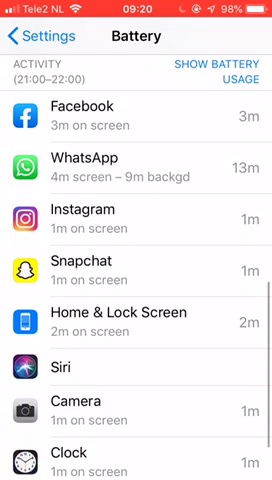 Tele2 NL 09:20 98%
Settings Battery
ACTIVITY SHOW BATTERY
(21:00–22:00) USAGE
Facebook
3m on screen 3m
WhatsApp
4m screen – 9m backgd 13m
Instagram
1m on screen 1m
Snapchat
1m on screen 1m
Home & Lock Screen
2m on screen 2m
Siri
Camera
1m on screen 1m
Clock
1m on screen 1m